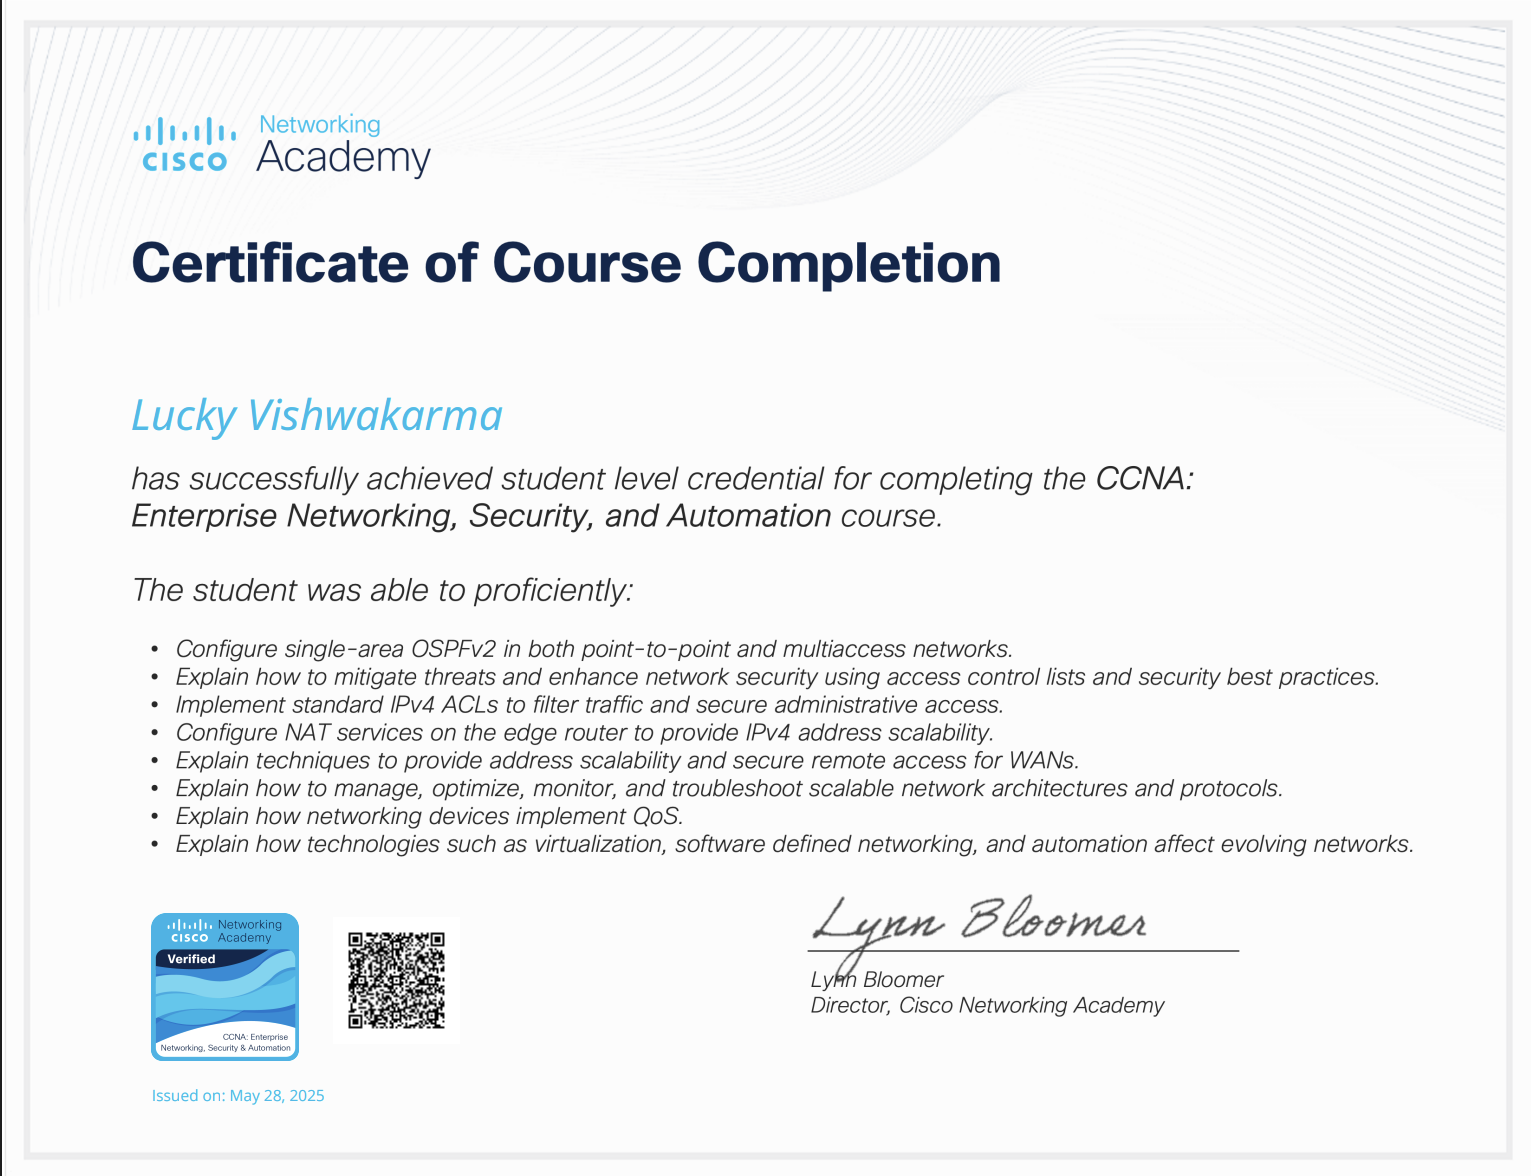 Networking
CISCO Academy
Certificate of Course Completion
Lucky Vishwakarma
has successfully achieved student level credential for completing the CCNA:
Enterprise Networking, Security, and Automation course.
The student was able to proficiently:
• Configure single-area OSPFv2 in both point-to-point and multiaccess networks.
• Explain how to mitigate threats and enhance network security using access control lists and security best practices.
• Implement standard IPv4 ACLs to filter traffic and secure administrative access.
• Configure NAT services on the edge router to provide IPv4 address scalability.
• Explain techniques to provide address scalability and secure remote access for WANs.
• Explain how to manage, optimize, monitor, and troubleshoot scalable network architectures and protocols.
• Explain how networking devices implement QoS.
• Explain how technologies such as virtualization, software defined networking, and automation affect evolving networks.
Networking
CISCO Academy
Verified
CCNA: Enterprise
Networking, Security & Automation
Lynn Bloomer
Lynn Bloomer
Director, Cisco Networking Academy
Issued on: May 28, 2025